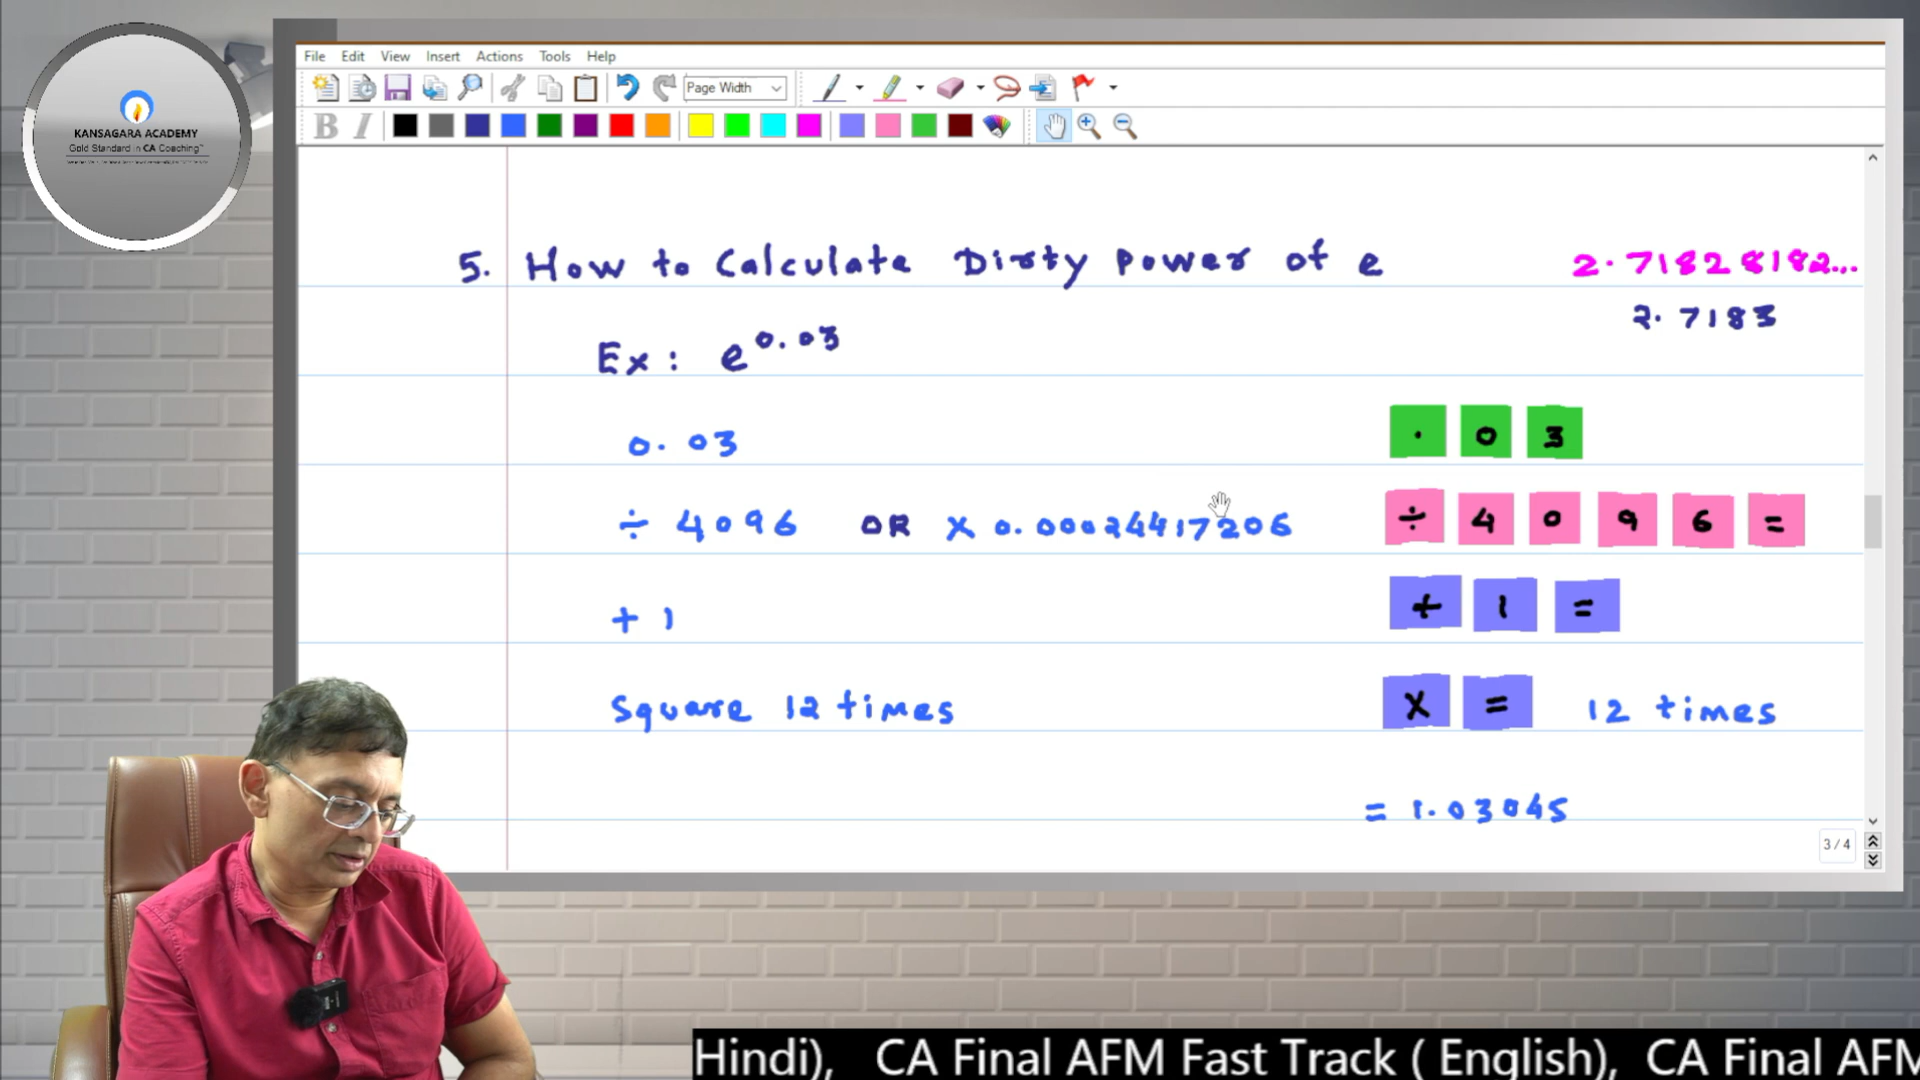 KANSAGARA ACADEMY
Gold Standard in CA Coaching™
File Edit View Insert Actions Tools Help
Page Width
B I
5. How to Calculate Dirty Power of e 2.71828182...
2.7183
Ex: e^0.03
0.03 . 0 3
÷ 4096 OR x 0.00024417206 ÷ 4 0 9 6 =
+ 1 + 1 =
Square 12 times x = 12 times
= 1.03045
3 / 4
Hindi), CA Final AFM Fast Track ( English), CA Final AFM